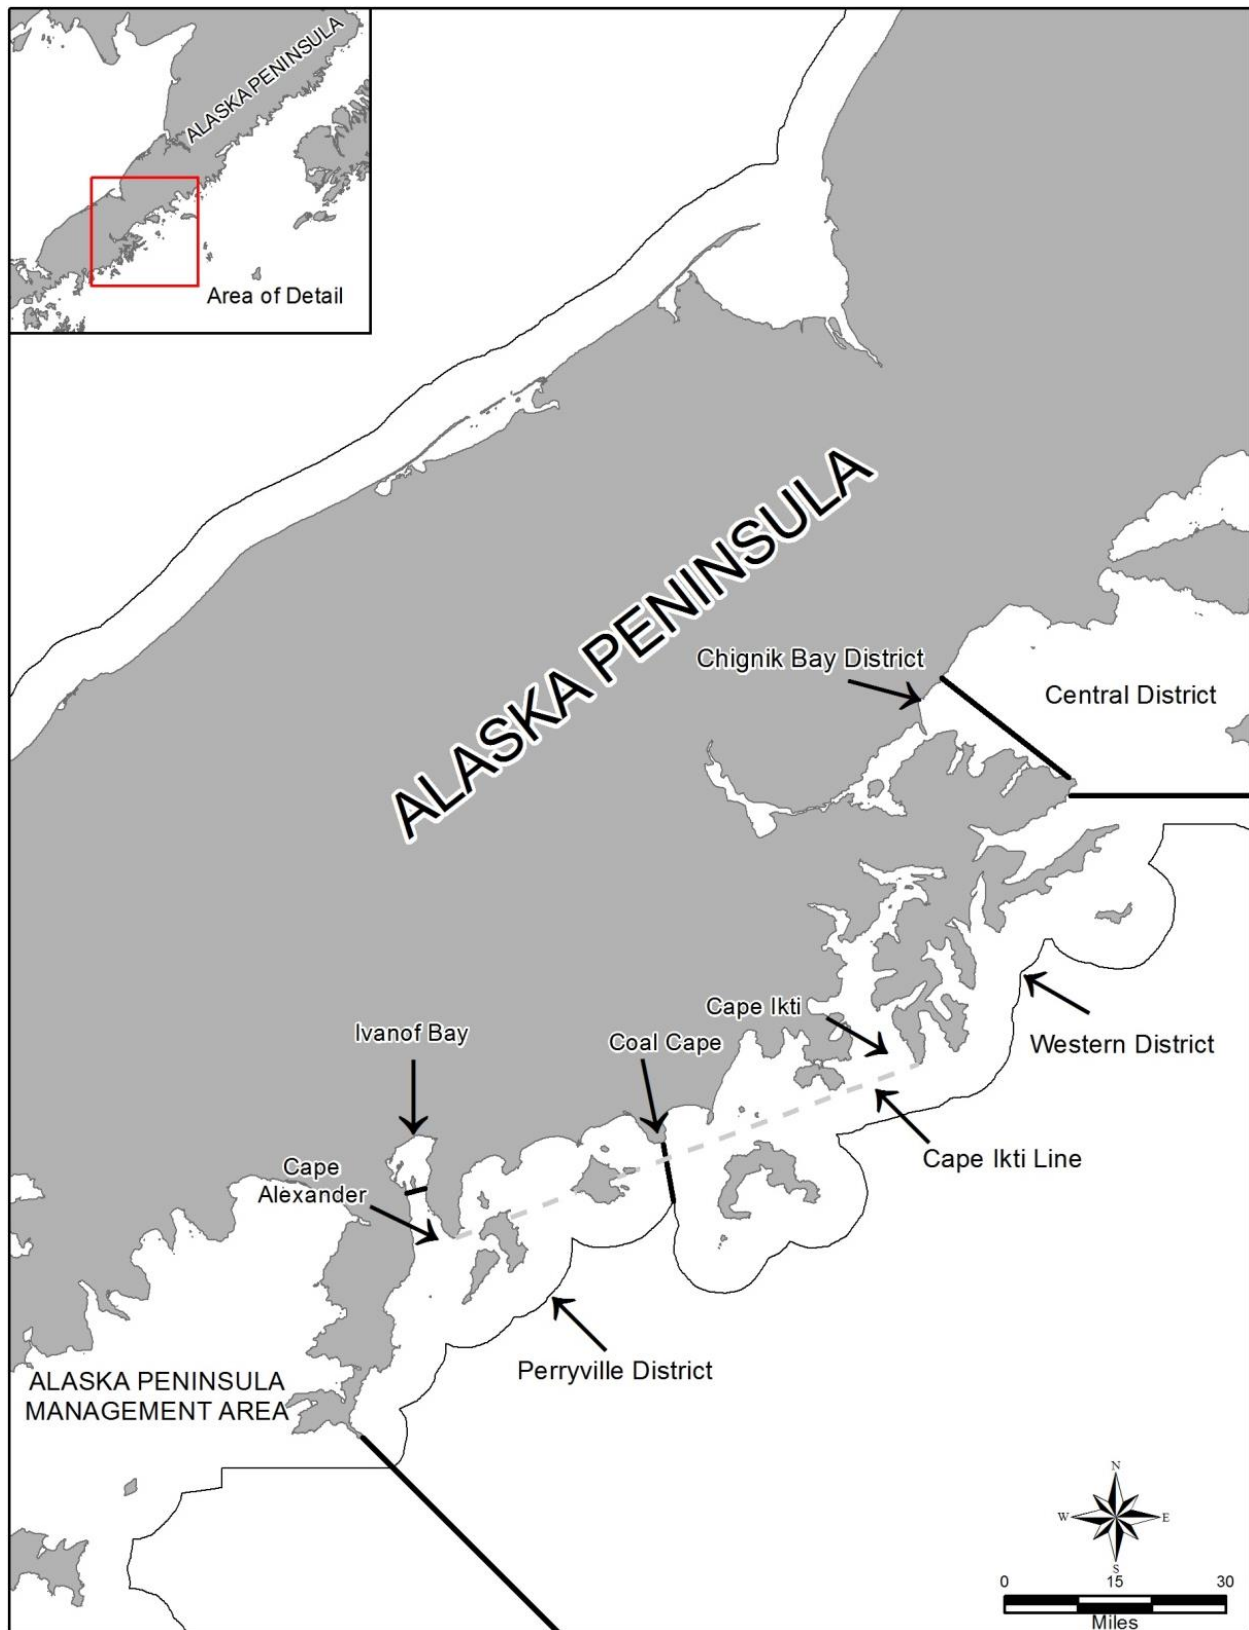 ALASKA PENINSULA
Area of Detail
ALASKA PENINSULA
Chignik Bay District
Central District
Cape Ikti
Ivanof Bay
Coal Cape
Western District
Cape
Alexander
Cape Ikti Line
Perryville District
ALASKA PENINSULA
MANAGEMENT AREA
N
W
E
S
0 15 30
Miles